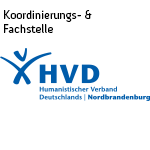 Koordinierungs- &
Fachstelle
HVD
Humanistischer Verband
Deutschlands | Nordbrandenburg